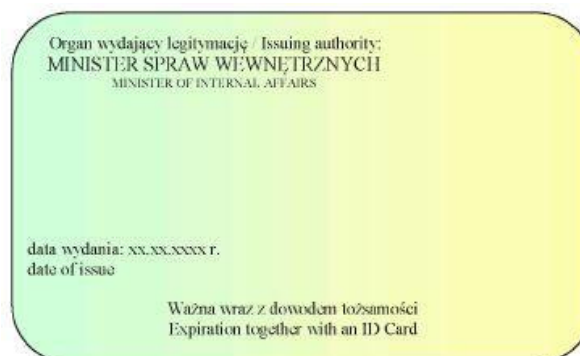 Organ wydający legitymację / Issuing authority:
MINISTER SPRAW WEWNĘTRZNYCH
MINISTER OF INTERNAL AFFAIRS
data wydania: xx.xx.xxxx r.
date of issue
Ważna wraz z dowodem tożsamości
Expiration together with an ID Card